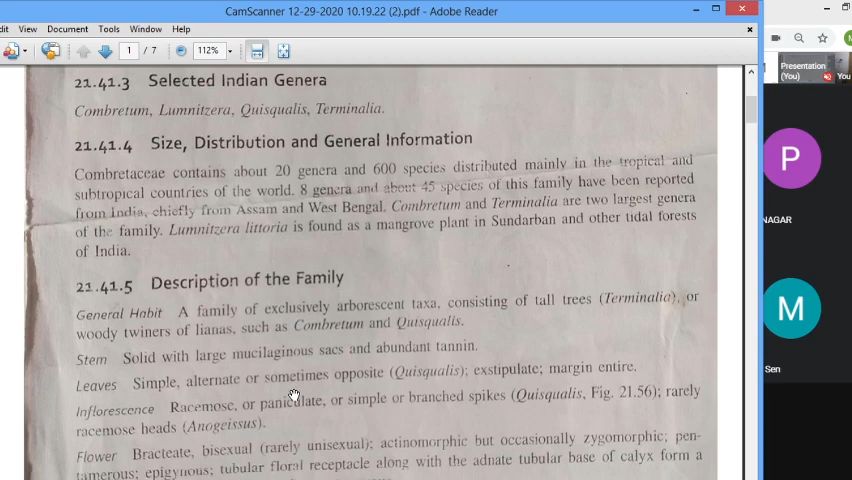 CamScanner 12-29-2020 10.19.22 (2).pdf - Adobe Reader
View Document Tools Window Help
1 / 7 112%
21.41.3 Selected Indian Genera
Combretum, Lumnitzera, Quisqualis, Terminalia.
21.41.4 Size, Distribution and General Information
Combretaceae contains about 20 genera and 600 species distributed mainly in the tropical and
subtropical countries of the world. 8 genera and about 45 species of this family have been reported
from India, chiefly from Assam and West Bengal. Combretum and Terminalia are two largest genera
of the family. Lumnitzera littoria is found as a mangrove plant in Sundarban and other tidal forests
of India.
21.41.5 Description of the Family
General Habit A family of exclusively arborescent taxa, consisting of tall trees (Terminalia), or
woody twiners of lianas, such as Combretum and Quisqualis.
Stem Solid with large mucilaginous sacs and abundant tannin.
Leaves Simple, alternate or sometimes opposite (Quisqualis); exstipulate; margin entire.
Inflorescence Racemose, or paniculate, or simple or branched spikes (Quisqualis, Fig. 21.56); rarely
racemose heads (Anogeissus).
Flower Bracteate, bisexual (rarely unisexual); actinomorphic but occasionally zygomorphic; pen-
tamerous; epigynous; tubular floral receptacle along with the adnate tubular base of calyx form a
Presentation
(You)
You
P
NAGAR
M
Sen